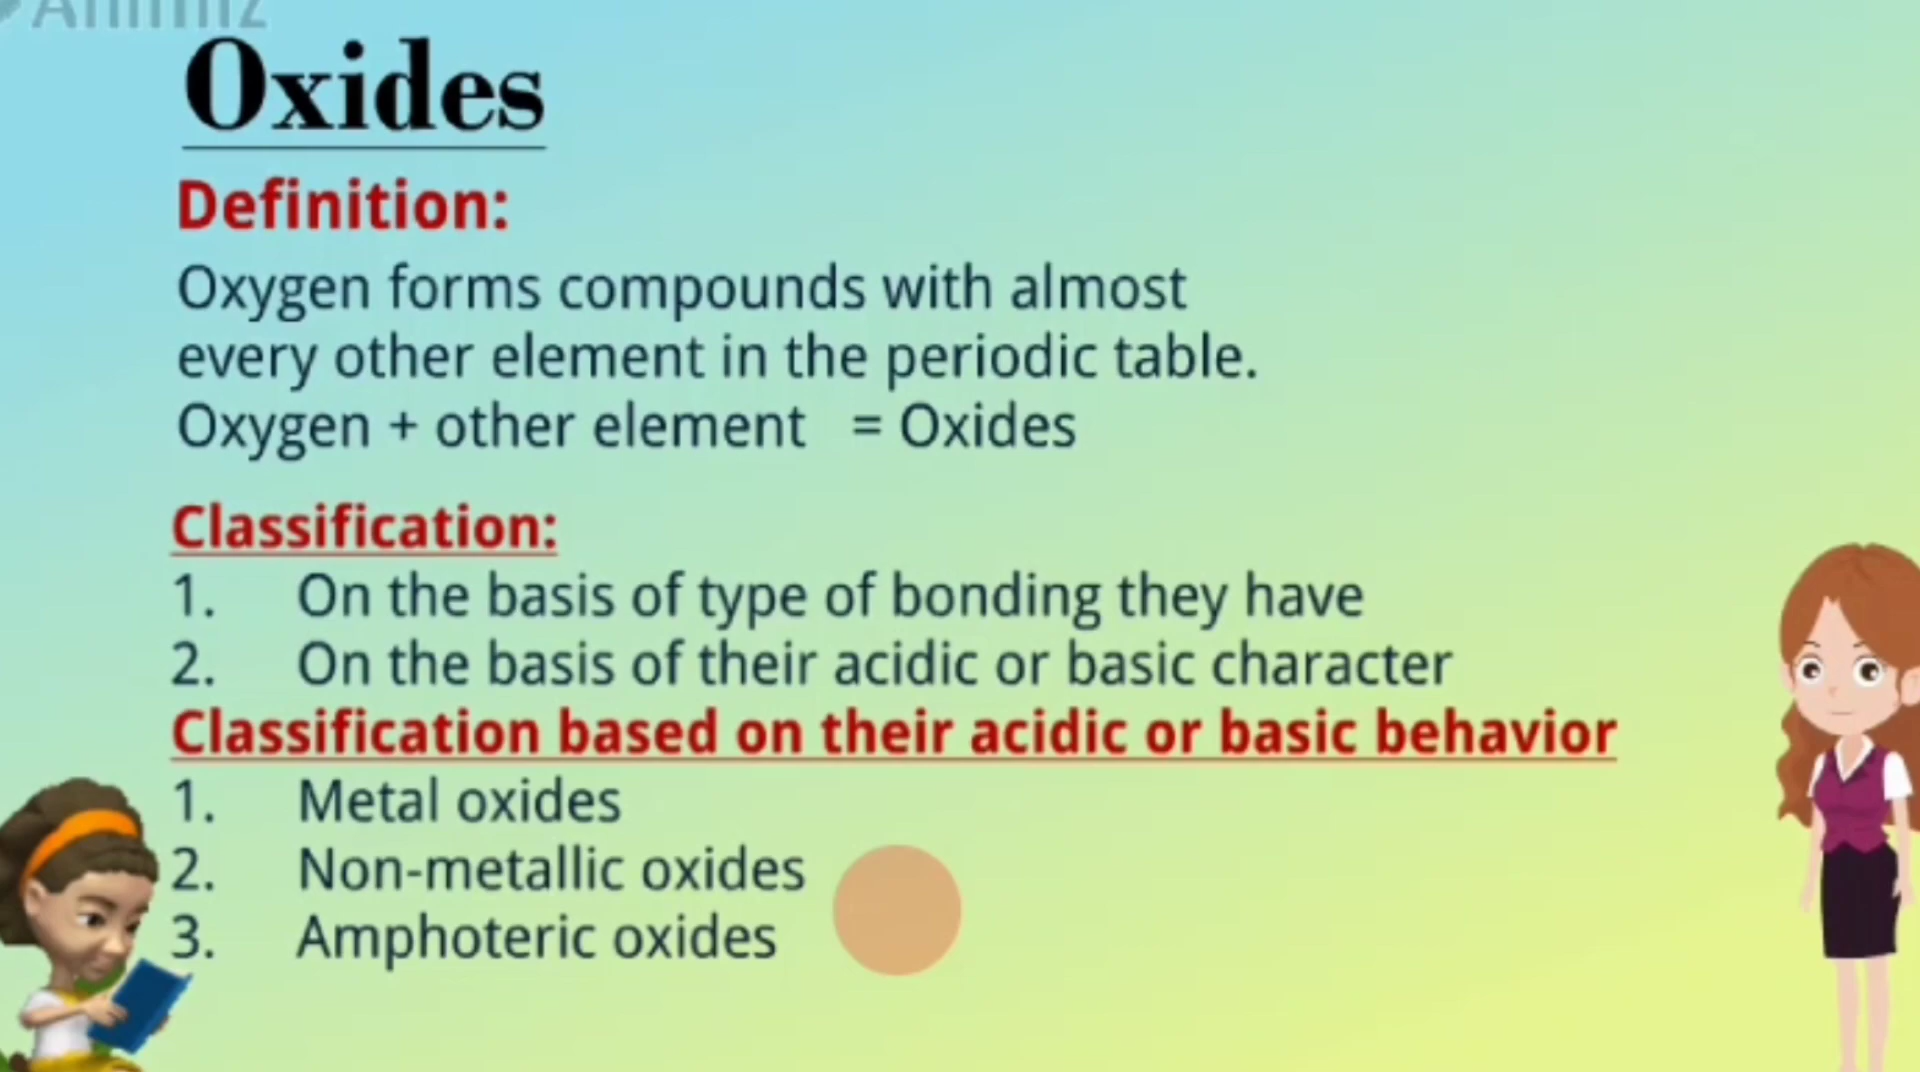 Oxides
Definition:
Oxygen forms compounds with almost
every other element in the periodic table.
Oxygen + other element = Oxides
Classification:
1. On the basis of type of bonding they have
2. On the basis of their acidic or basic character
Classification based on their acidic or basic behavior
1. Metal oxides
2. Non-metallic oxides
3. Amphoteric oxides